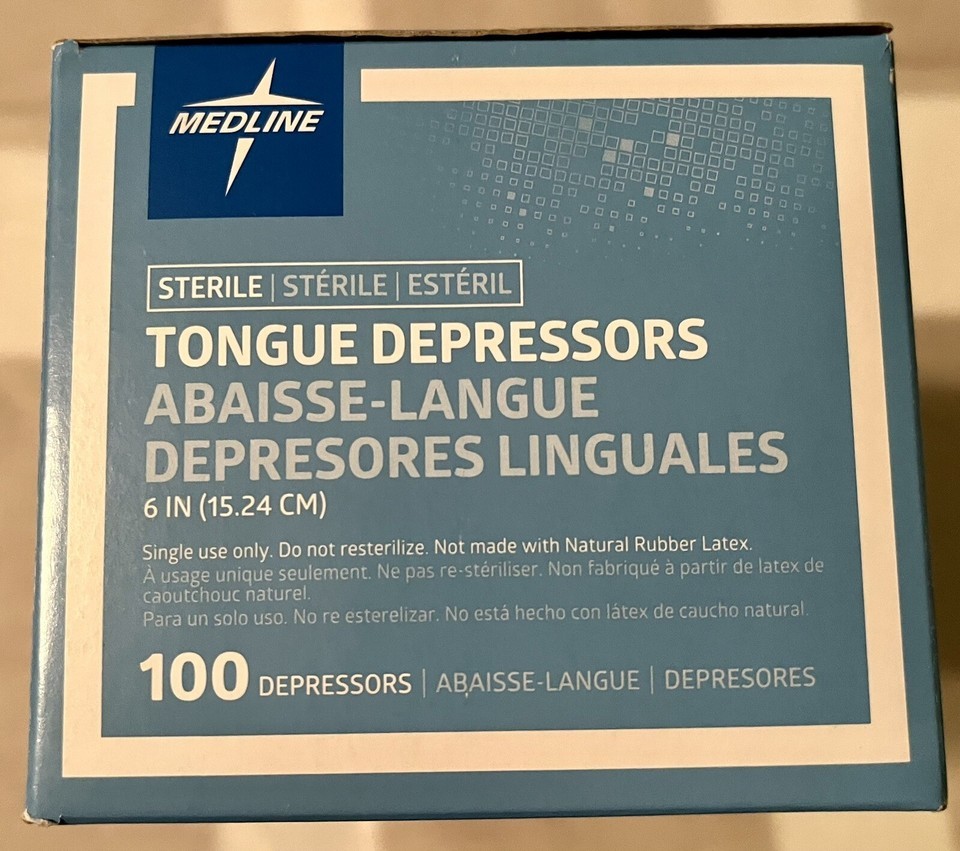 MEDLINE
STERILE | STÉRILE | ESTÉRIL
TONGUE DEPRESSORS
ABAISSE-LANGUE
DEPRESORES LINGUALES
6 IN (15.24 CM)
Single use only. Do not resterilize. Not made with Natural Rubber Latex.
À usage unique seulement. Ne pas re-stériliser. Non fabriqué à partir de latex de
caoutchouc naturel.
Para un solo uso. No re esterelizar. No está hecho con látex de caucho natural.
100 DEPRESSORS | ABAISSE-LANGUE | DEPRESORES